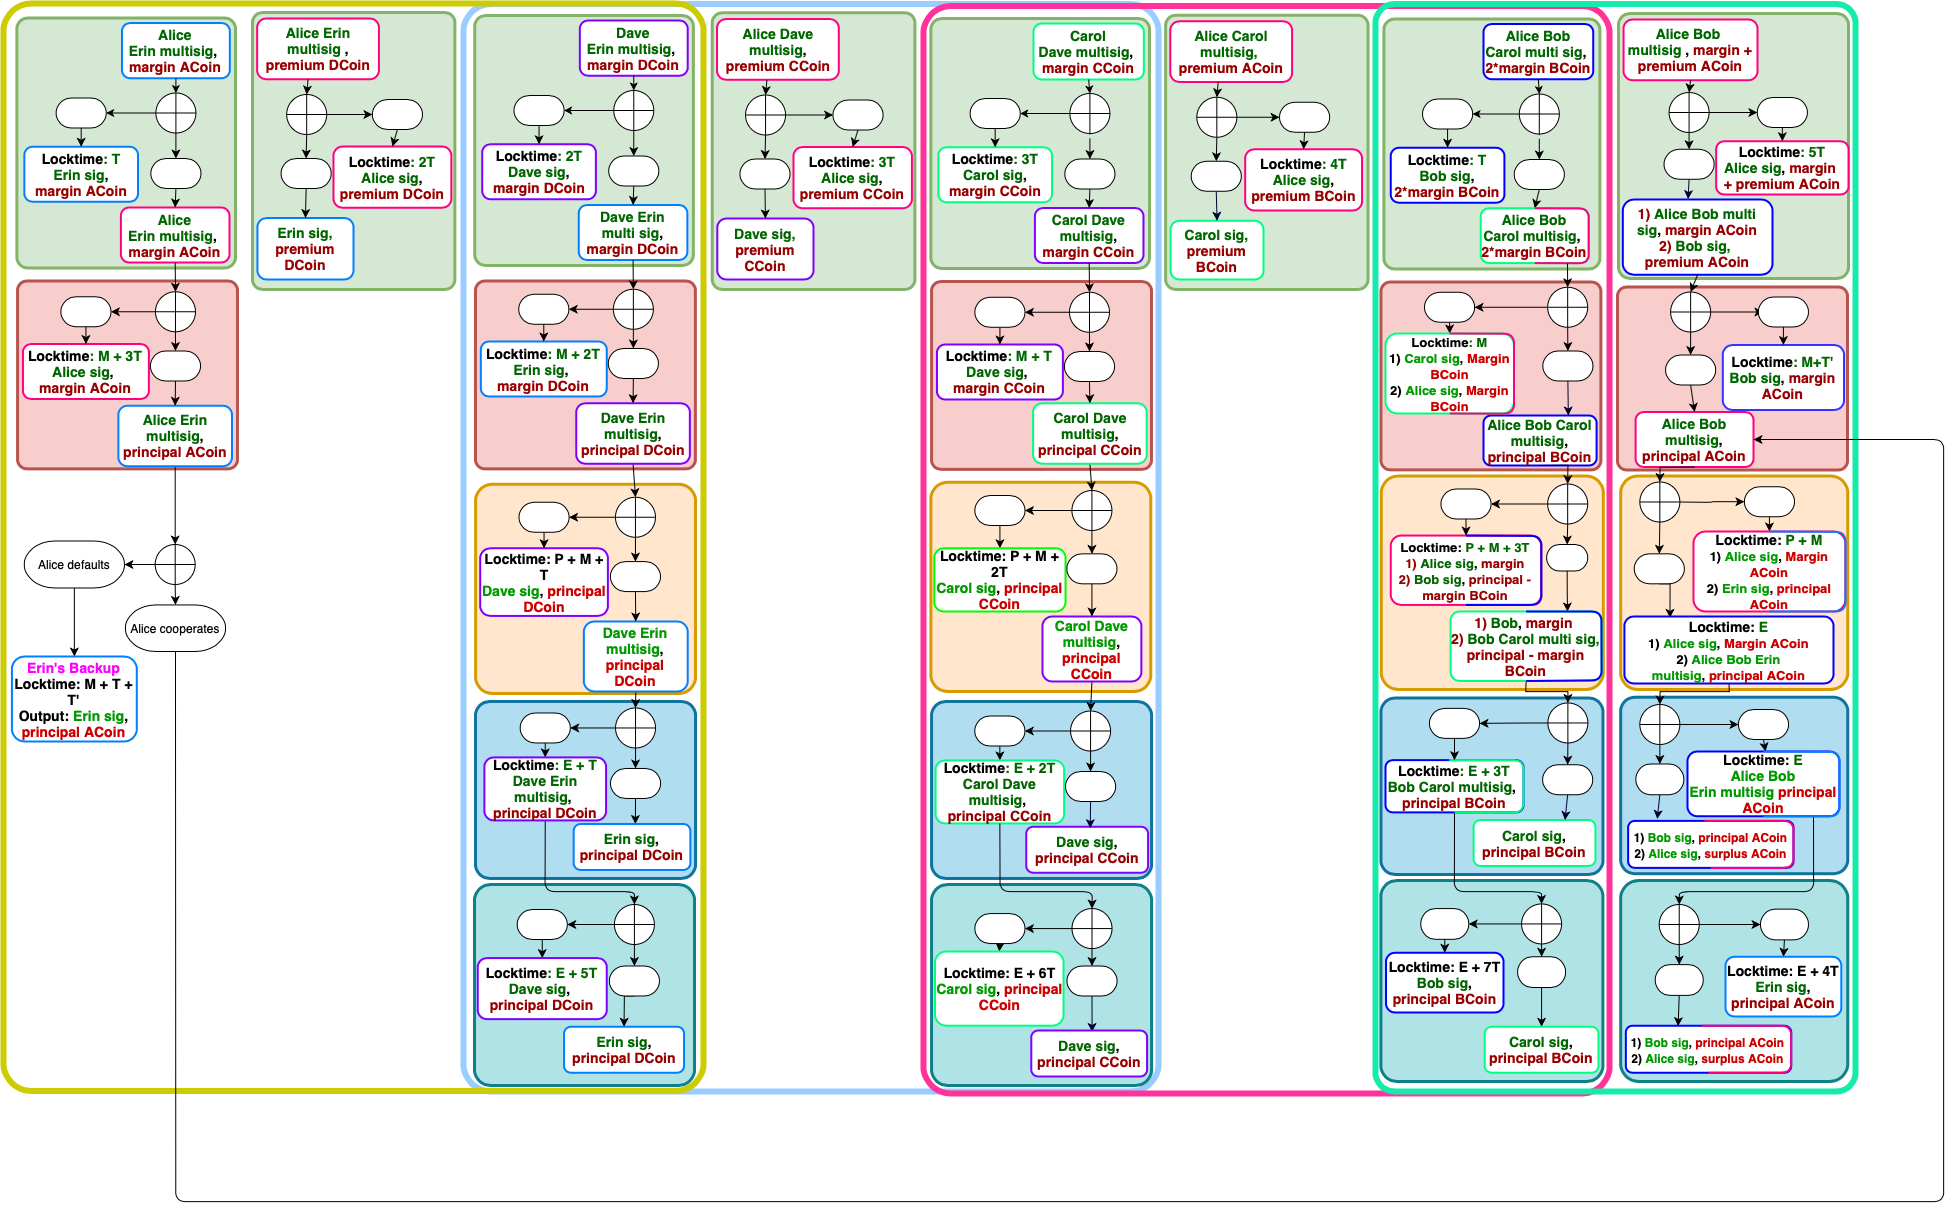 Alice
Erin multisig,
margin ACoin
Locktime: T
Erin sig,
margin ACoin
Alice
Erin multisig,
margin ACoin
Locktime: M + 3T
Alice sig,
margin ACoin
Alice Erin
multisig,
principal ACoin
Alice defaults
Alice cooperates
Erin's Backup
Locktime: M + T +
T'
Output: Erin sig,
principal ACoin
Alice Erin
multisig ,
premium DCoin
Locktime: 2T
Alice sig,
premium DCoin
Erin sig,
premium
DCoin
Dave
Erin multisig,
margin DCoin
Locktime: 2T
Dave sig,
margin DCoin
Dave Erin
multi sig,
margin DCoin
Locktime: M + 2T
Erin sig,
margin DCoin
Dave Erin
multisig,
principal DCoin
Locktime: P + M +
T
Dave sig, principal
DCoin
Dave Erin
multisig,
principal
DCoin
Locktime: E + T
Dave Erin
multisig,
principal DCoin
Erin sig,
principal DCoin
Locktime: E + 5T
Dave sig,
principal DCoin
Erin sig,
principal DCoin
Alice Dave
multisig,
premium CCoin
Locktime: 3T
Alice sig,
premium CCoin
Dave sig,
premium
CCoin
Carol
Dave multisig,
margin CCoin
Locktime: 3T
Carol sig,
margin CCoin
Carol Dave
multisig,
margin CCoin
Locktime: M + T
Dave sig,
margin CCoin
Carol Dave
multisig,
principal CCoin
Locktime: P + M +
2T
Carol sig, principal
CCoin
Carol Dave
multisig,
principal
CCoin
Locktime: E + 2T
Carol Dave
multisig,
principal CCoin
Dave sig,
principal CCoin
Locktime: E + 6T
Carol sig, principal
CCoin
Dave sig,
principal CCoin
Alice Carol
multisig,
premium ACoin
Locktime: 4T
Alice sig,
premium BCoin
Carol sig,
premium
BCoin
Alice Bob
Carol multi sig,
2*margin BCoin
Locktime: T
Bob sig,
2*margin BCoin
Alice Bob
Carol multisig,
2*margin BCoin
Locktime: M
1) Carol sig, Margin
BCoin
2) Alice sig, Margin
BCoin
Alice Bob Carol
multisig,
principal BCoin
Locktime: P + M + 3T
1) Alice sig, margin
2) Bob sig, principal -
margin BCoin
1) Bob, margin
2) Bob Carol multi sig,
principal - margin
BCoin
Locktime: E + 3T
Bob Carol multisig,
principal BCoin
Carol sig,
principal BCoin
Locktime: E + 7T
Bob sig,
principal BCoin
Carol sig,
principal BCoin
Alice Bob
multisig , margin +
premium ACoin
Locktime: 5T
Alice sig, margin
+ premium ACoin
1) Alice Bob multi
sig, margin ACoin
2) Bob sig,
premium ACoin
Locktime: M+T'
Bob sig, margin
ACoin
Alice Bob
multisig,
principal ACoin
Locktime: P + M
1) Alice sig, Margin
ACoin
2) Erin sig, principal
ACoin
Locktime: E
1) Alice sig, Margin ACoin
2) Alice Bob Erin
multisig, principal ACoin
Locktime: E
Alice Bob
Erin multisig principal
ACoin
1) Bob sig, principal ACoin
2) Alice sig, surplus ACoin
Locktime: E + 4T
Erin sig,
principal ACoin
1) Bob sig, principal ACoin
2) Alice sig, surplus ACoin